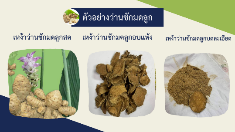 ตัวอย่างว่านชักมดลูก
เหง้าว่านชักมดลูกสด
เหง้าว่านชักมดลูกอบแห้ง
เหง้าว่านชักมดลูกบดละเอียด